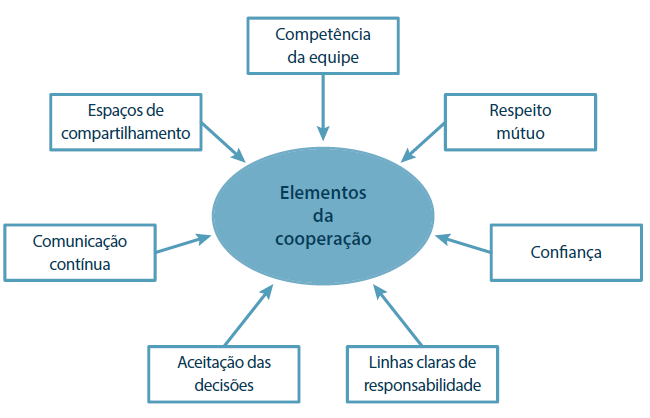 Competência
da equipe
Espaços de
compartilhamento
Respeito
mútuo
Elementos
da
cooperação
Comunicação
contínua
Confiança
Aceitação das
decisões
Linhas claras de
responsabilidade